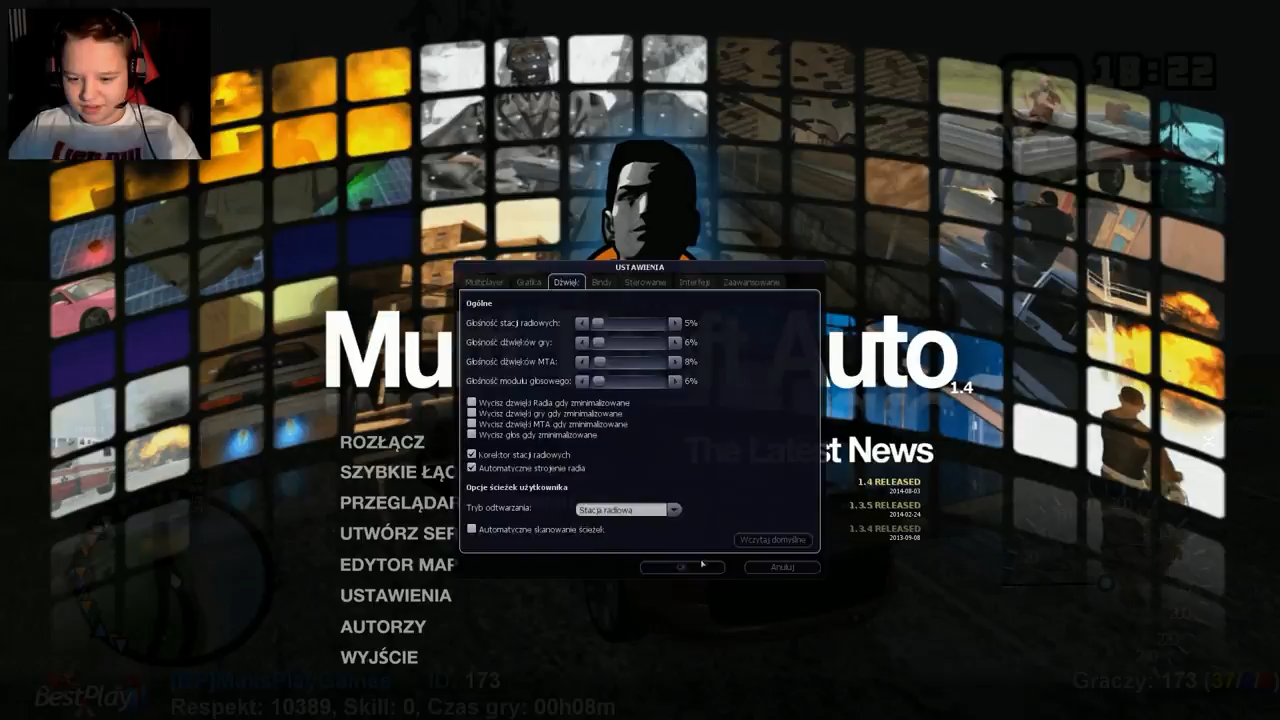 18:22
USTAWIENIA
Multiplayer Grafika Dźwięk Bindy Sterowanie Interfejs Zaawansowane
Ogólne
Głośność stacji radiowych: 5%
Głośność dźwięków gry: 6%
Głośność dźwięków MTA: 8%
Głośność modułu głosowego: 6%
Wycisz dźwięki Radia gdy zminimalizowane
Wycisz dźwięki gry gdy zminimalizowane
Wycisz dźwięki MTA gdy zminimalizowane
Wycisz głos gdy zminimalizowane
Korektor stacji radiowych
Automatyczne strojenie radia
Opcje ścieżek użytkownika
Tryb odtwarzania: Stacja radiowa
Automatyczne skanowanie ścieżek
Wczytaj domyślne
OK Anuluj
Mu Auto
1.4
ROZŁĄCZ
SZYBKIE ŁĄC
PRZEGLĄDAR
UTWÓRZ SER
EDYTOR MAP
USTAWIENIA
AUTORZY
WYJŚCIE
The Latest News
1.4 RELEASED
2014-08-03
1.3.5 RELEASED
2014-02-24
1.3.4 RELEASED
2013-09-08
BestPlay
ID: 173
Respekt: 10389, Skill: 0, Czas gry: 00h08m
Graczy: 173 (37/